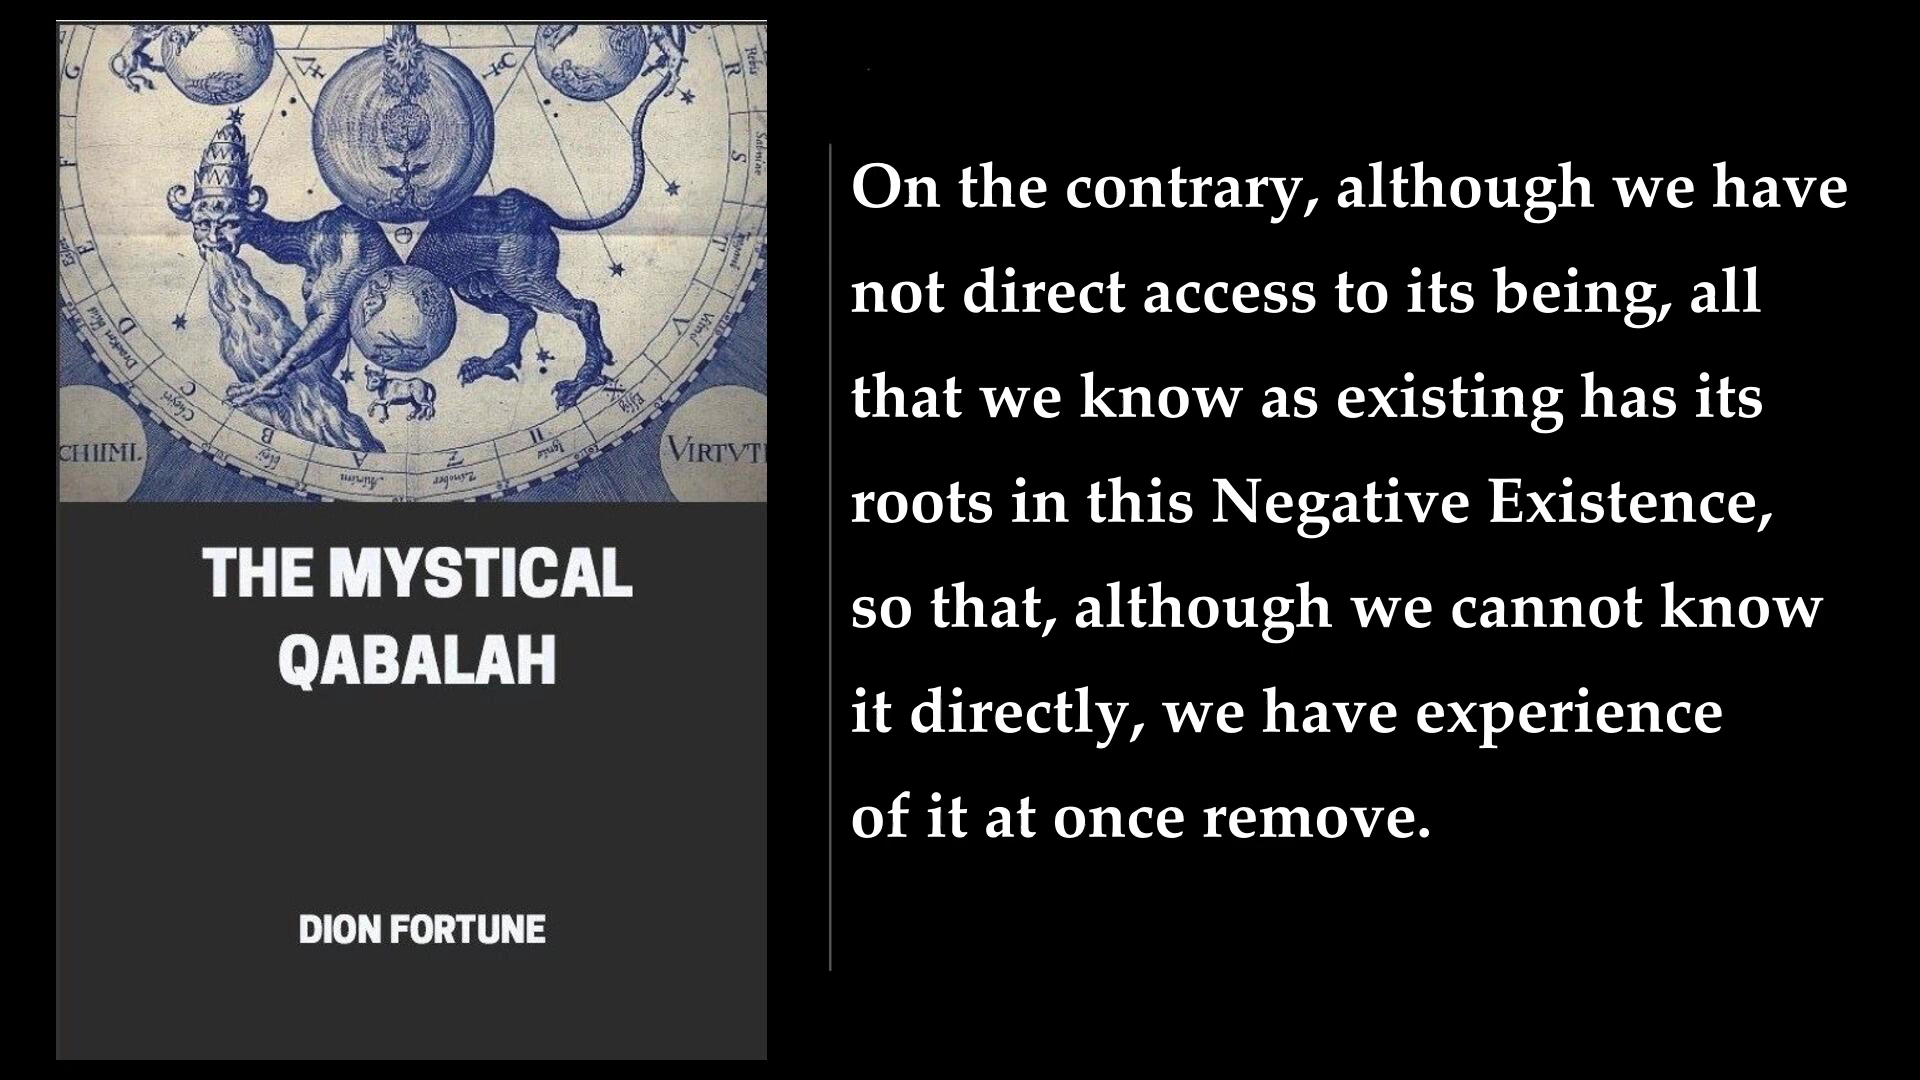 THE MYSTICAL
QABALAH
DION FORTUNE
CHIIMI.
VIRTVTI
On the contrary, although we have
not direct access to its being, all
that we know as existing has its
roots in this Negative Existence,
so that, although we cannot know
it directly, we have experience
of it at once remove.